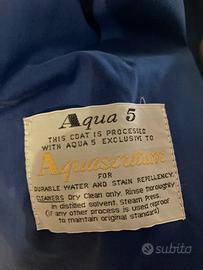 Aqua 5
THIS COAT IS PROCESSED
WITH AQUA 5 EXCLUSIVE TO
Aquascutum
FOR
DURABLE WATER AND STAIN REPELLENCY.
CLEANERS Dry Clean only. Rinse thoroughly
in distilled solvent. Steam Press.
(if any other process is used reproof
to maintain original standard)
subito